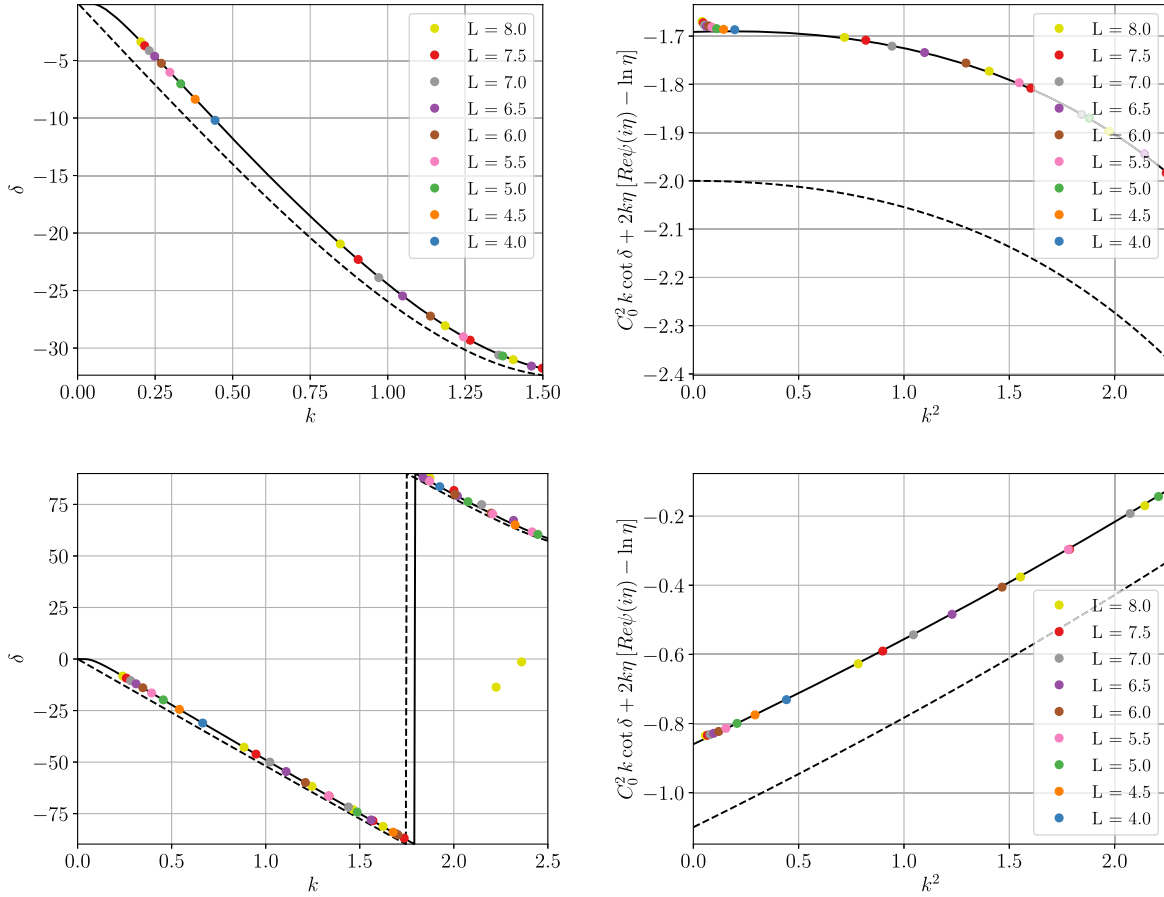 −5
−10
−15
−20
−25
−30
δ
0.00
0.25
0.50
0.75
1.00
1.25
1.50
k
L = 8.0
L = 7.5
L = 7.0
L = 6.5
L = 6.0
L = 5.5
L = 5.0
L = 4.5
L = 4.0
−1.7
−1.8
−1.9
−2.0
−2.1
−2.2
−2.3
−2.4
C₀² k cot δ + 2kη [Reψ(iη) − ln η]
0.0
0.5
1.0
1.5
2.0
k²
L = 8.0
L = 7.5
L = 7.0
L = 6.5
L = 6.0
L = 5.5
L = 5.0
L = 4.5
L = 4.0
75
50
25
0
−25
−50
−75
δ
0.0
0.5
1.0
1.5
2.0
2.5
k
−0.2
−0.4
−0.6
−0.8
−1.0
C₀² k cot δ + 2kη [Reψ(iη) − ln η]
0.0
0.5
1.0
1.5
2.0
k²
L = 8.0
L = 7.5
L = 7.0
L = 6.5
L = 6.0
L = 5.5
L = 5.0
L = 4.5
L = 4.0